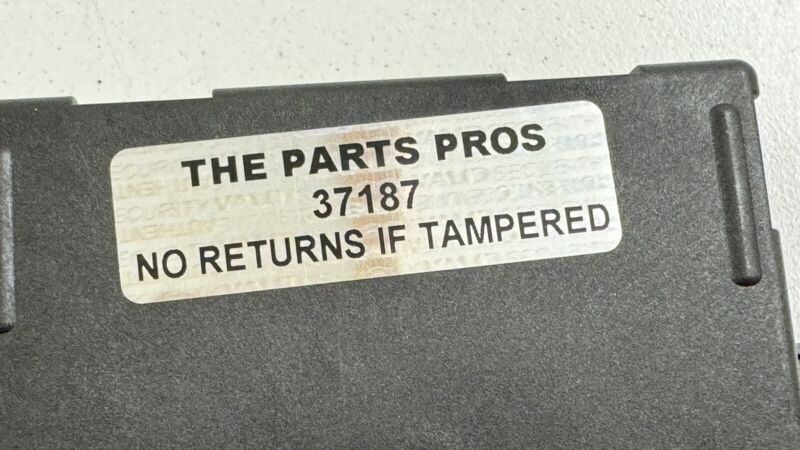 THE PARTS PROS
37187
NO RETURNS IF TAMPERED